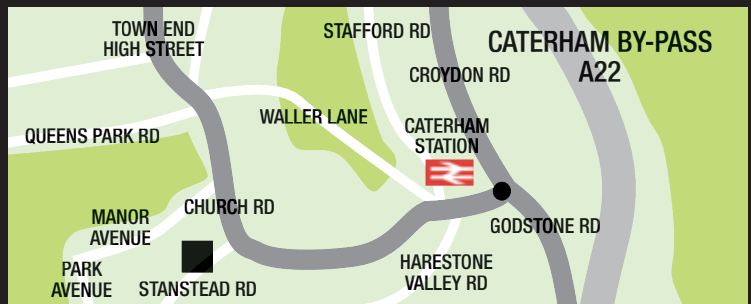 TOWN END
HIGH STREET
STAFFORD RD
CATERHAM BY-PASS
A22
CROYDON RD
WALLER LANE
CATERHAM
STATION
QUEENS PARK RD
CHURCH RD
MANOR
AVENUE
GODSTONE RD
PARK
AVENUE
STANSTEAD RD
HARESTONE
VALLEY RD